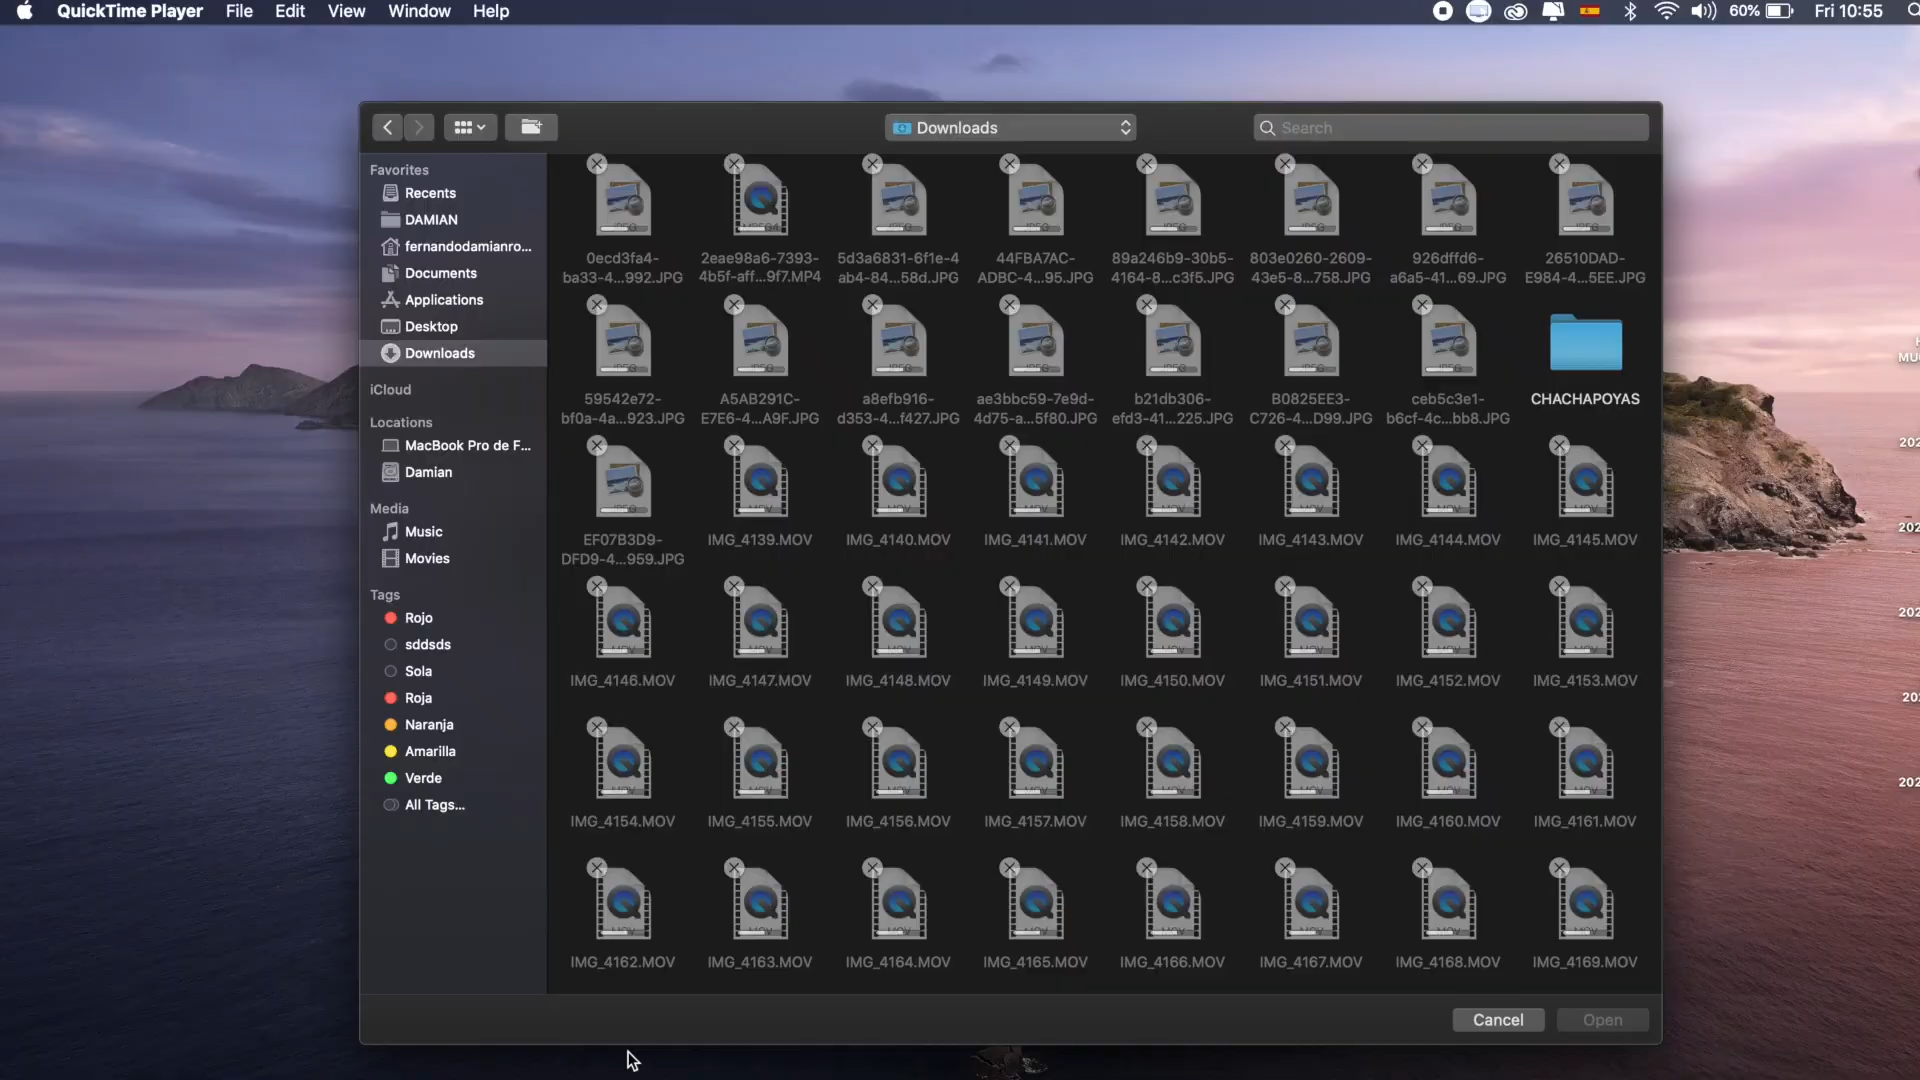 QuickTime Player File Edit View Window Help 60% Fri 10:55
Downloads Search
Favorites
Recents
DAMIAN
fernandodamianro...
Documents
Applications
Desktop
Downloads
iCloud
Locations
MacBook Pro de F...
Damian
Media
Music
Movies
Tags
Rojo
sddsds
Sola
Roja
Naranja
Amarilla
Verde
All Tags...
0ecd3fa4- 2eae98a6-7393- 5d3a6831-6f1e-4 44FBA7AC- 89a246b9-30b5- 803e0260-2609- 926dffd6- 26510DAD-
ba33-4...992.JPG 4b5f-aff...9f7.MP4 ab4-84...58d.JPG ADBC-4...95.JPG 4164-8...c3f5.JPG 43e5-8...758.JPG a6a5-41...69.JPG E984-4...5EE.JPG
59542e72- A5AB291C- a8efb916- ae3bbc59-7e9d- b21db306- B0825EE3- ceb5c3e1- CHACHAPOYAS
bf0a-4a...923.JPG E7E6-4...A9F.JPG d353-4...f427.JPG 4d75-a...5f80.JPG efd3-41...225.JPG C726-4...D99.JPG b6cf-4c...bb8.JPG
EF07B3D9- IMG_4139.MOV IMG_4140.MOV IMG_4141.MOV IMG_4142.MOV IMG_4143.MOV IMG_4144.MOV IMG_4145.MOV
DFD9-4...959.JPG
IMG_4146.MOV IMG_4147.MOV IMG_4148.MOV IMG_4149.MOV IMG_4150.MOV IMG_4151.MOV IMG_4152.MOV IMG_4153.MOV
IMG_4154.MOV IMG_4155.MOV IMG_4156.MOV IMG_4157.MOV IMG_4158.MOV IMG_4159.MOV IMG_4160.MOV IMG_4161.MOV
IMG_4162.MOV IMG_4163.MOV IMG_4164.MOV IMG_4165.MOV IMG_4166.MOV IMG_4167.MOV IMG_4168.MOV IMG_4169.MOV
Cancel Open